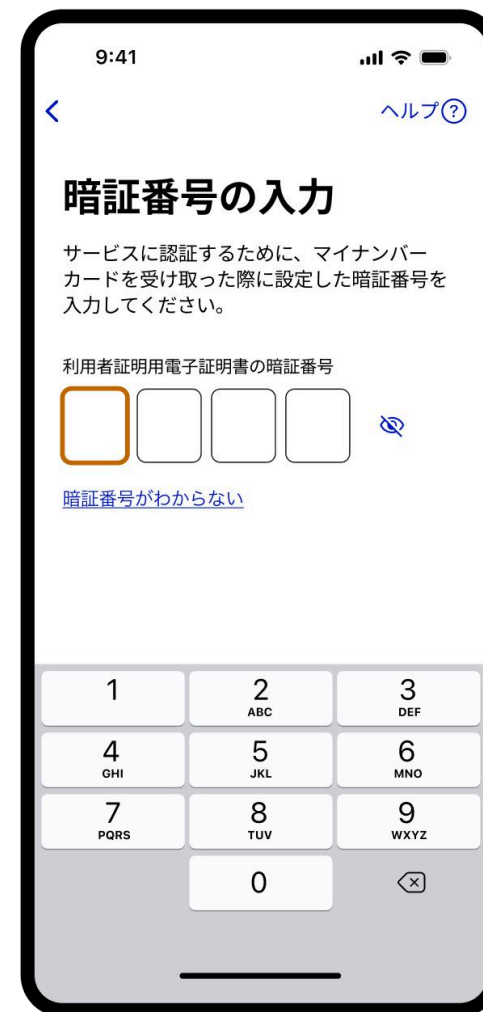 9:41
ヘルプ?
暗証番号の入力
サービスに認証するために、マイナンバー
カードを受け取った際に設定した暗証番号を
入力してください。
利用者証明用電子証明書の暗証番号
暗証番号がわからない
1 2 3
ABC DEF
4 5 6
GHI JKL MNO
7 8 9
PQRS TUV WXYZ
0